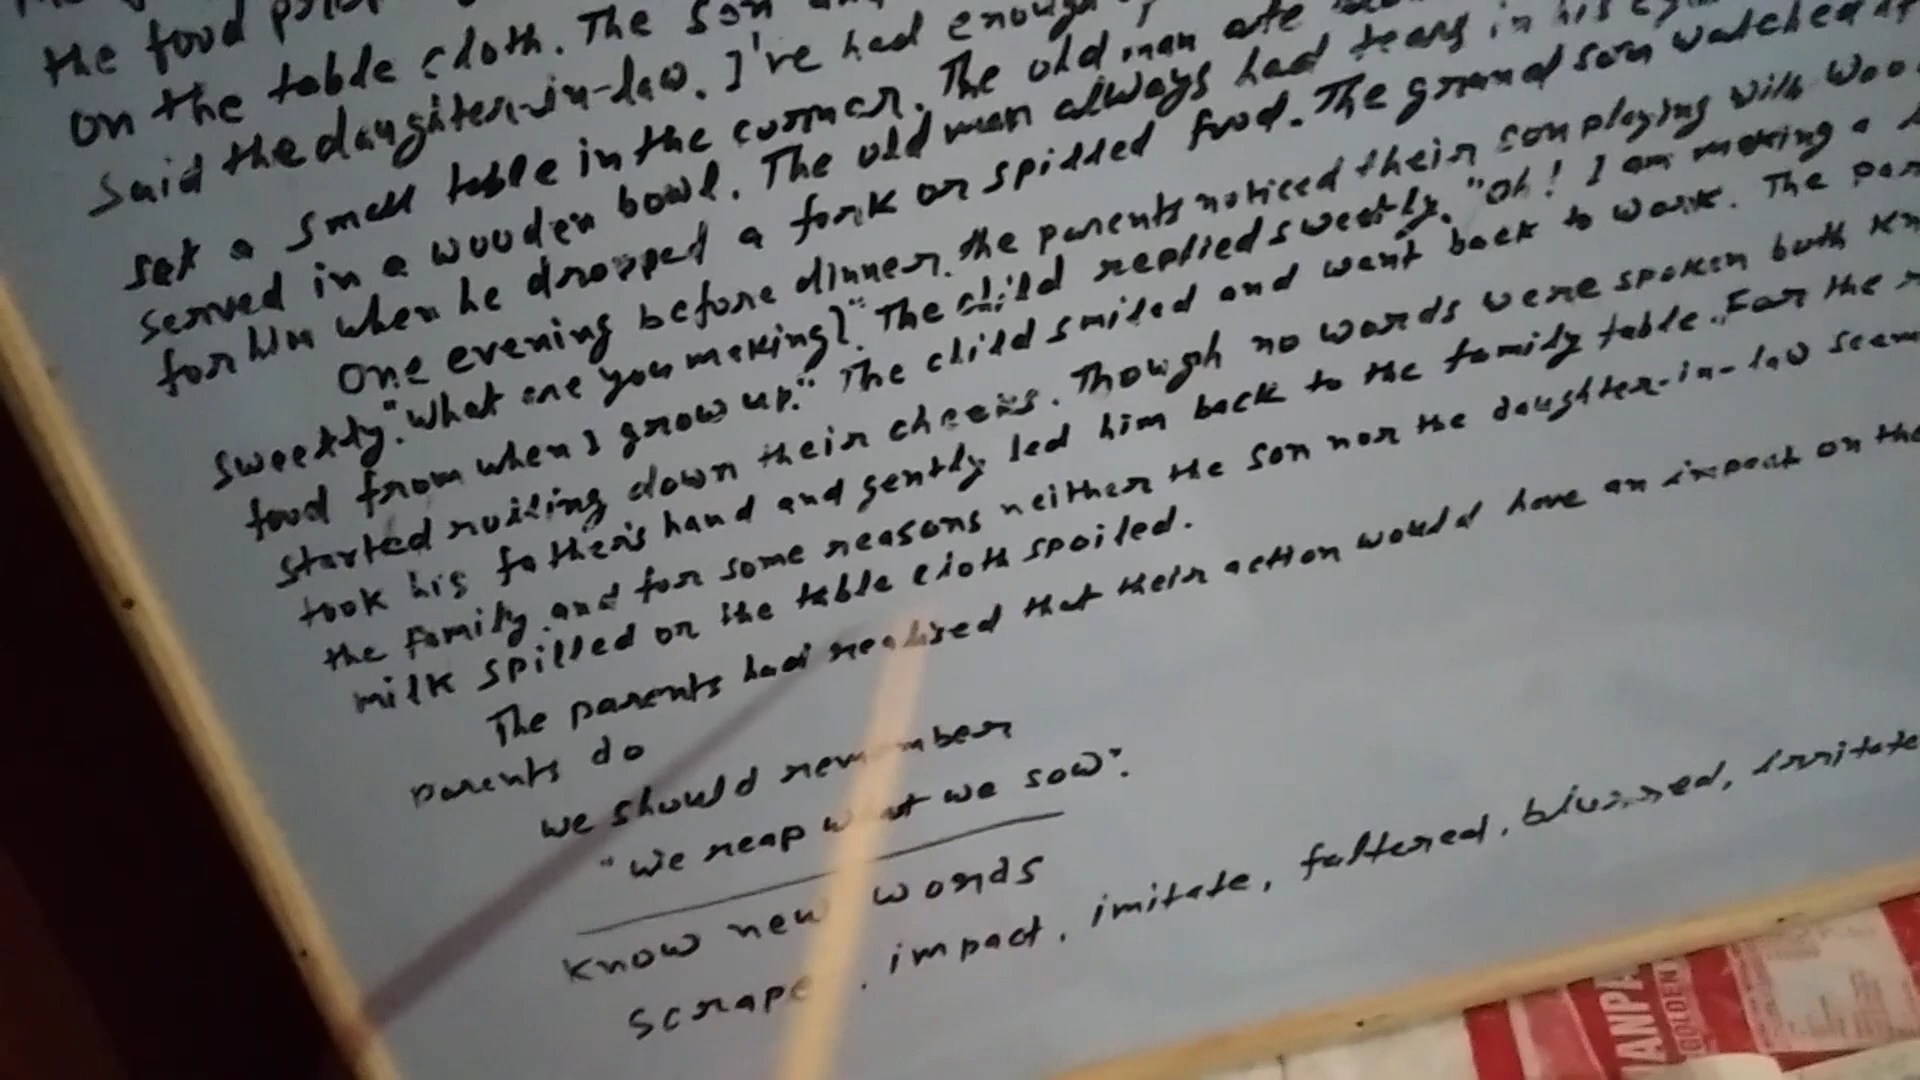 the food
on the table cloth. The son
said the daughter-in-law. I've had enough
set a small table in the corner. The old man ate
served in a wooden bowl. The old man always had tears in his
for him when he dropped a fork or spilled food. The grand son watched
One evening before dinner, the parents noticed their son playing with
sweetly. "What are you making?" The child replied sweetly. "Oh! I am making a
food from when I grow up." The child smiled and want back to work. The
started roiling down their cheeks. Though no words were spoken both
took his father's hand and gently led him back to the family table. For the
the family and for some reasons neither the son nor the daughter-in-law
milk spilled or the table cloth spoiled.
The parents had realised that their action would have an impact on the
parents do
We should remember
"We reap what we sow".
Know new words
Scrape, impact, imitate, faltered, blurred, irritate
ANPA
GOLDEN